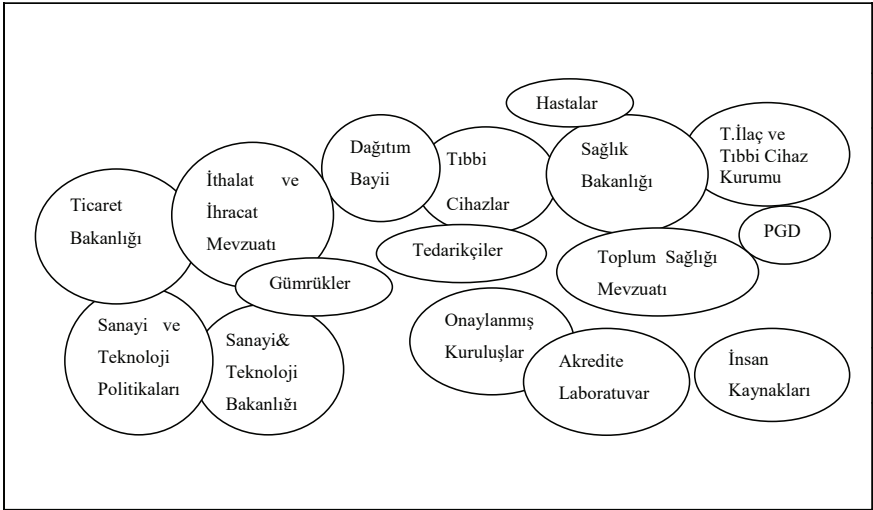 Hastalar
Dağıtım
Bayii
Tıbbi
Cihazlar
Sağlık
Bakanlığı
T.İlaç ve
Tıbbi Cihaz
Kurumu
İthalat ve
İhracat
Mevzuatı
Ticaret
Bakanlığı
PGD
Tedarikçiler
Toplum Sağlığı
Mevzuatı
Gümrükler
Sanayi ve
Teknoloji
Politikaları
Sanayi&
Teknoloji
Bakanlığı
Onaylanmış
Kuruluşlar
Akredite
Laboratuvar
İnsan
Kaynakları